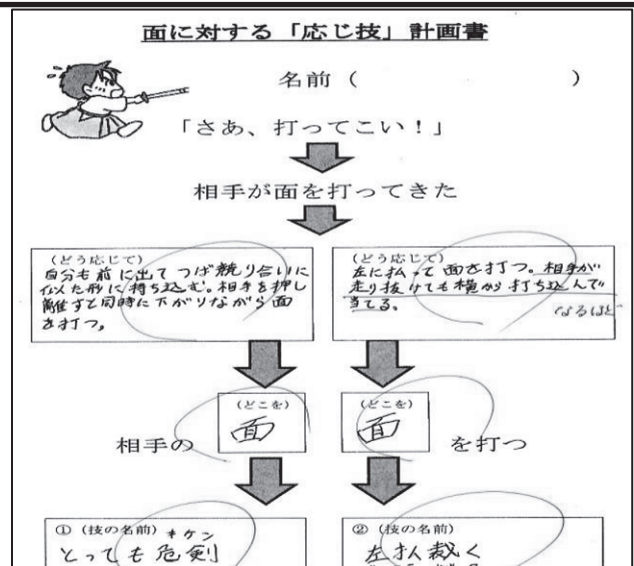 面に対する「応じ技」計画書
名前（　　　　　　　）
「さあ、打ってこい！」
相手が面を打ってきた
（どう応じて）
自分も前に出て つば競り合いに
似た形に持ち込む。相手を押し
離すと同時に下がりながら面
を打つ。
（どう応じて）
左に払って面を打つ。相手が
走り抜けても横から打ち込んで
当てる。
なるほど
相手の
（どこを）
面
（どこを）
面
を打つ
①（技の名前）
キケン
とっても危剣
②（技の名前）
左払裁く